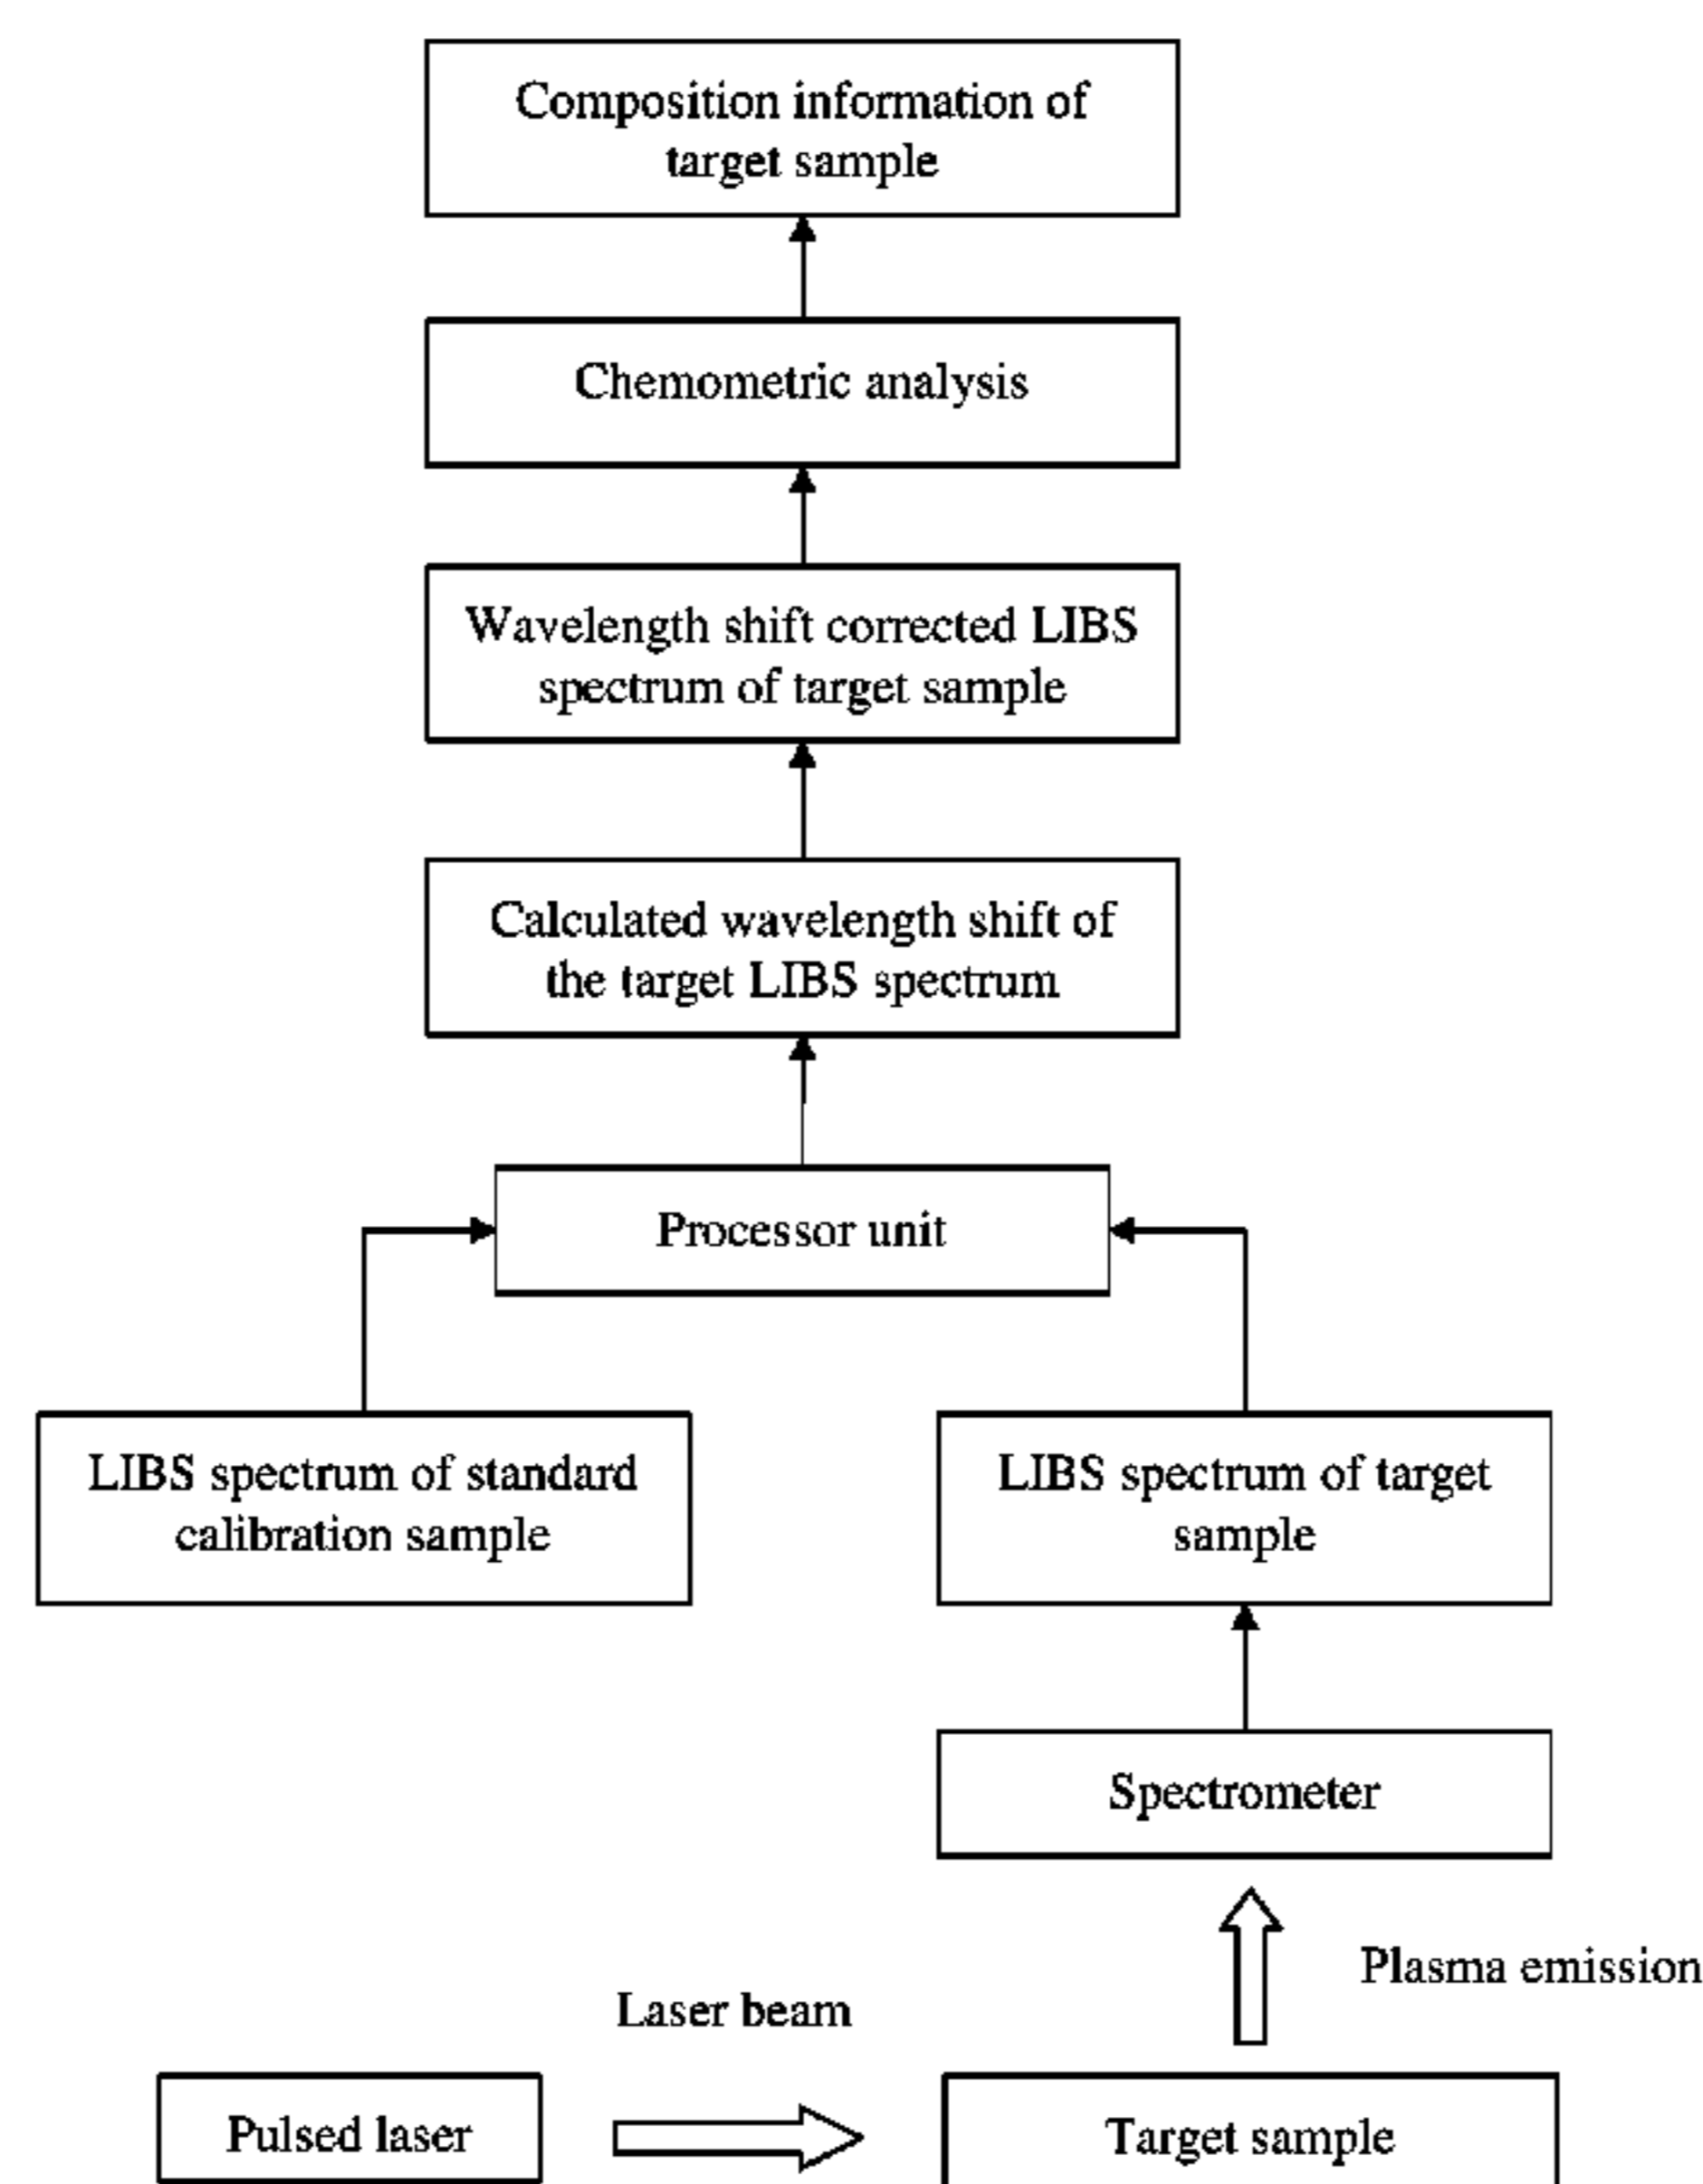 Composition information of
target sample
Chemometric analysis
Wavelength shift corrected LIBS
spectrum of target sample
Calculated wavelength shift of
the target LIBS spectrum
Processor unit
LIBS spectrum of standard
calibration sample
LIBS spectrum of target
sample
Spectrometer
Plasma emission
Laser beam
Pulsed laser
Target sample